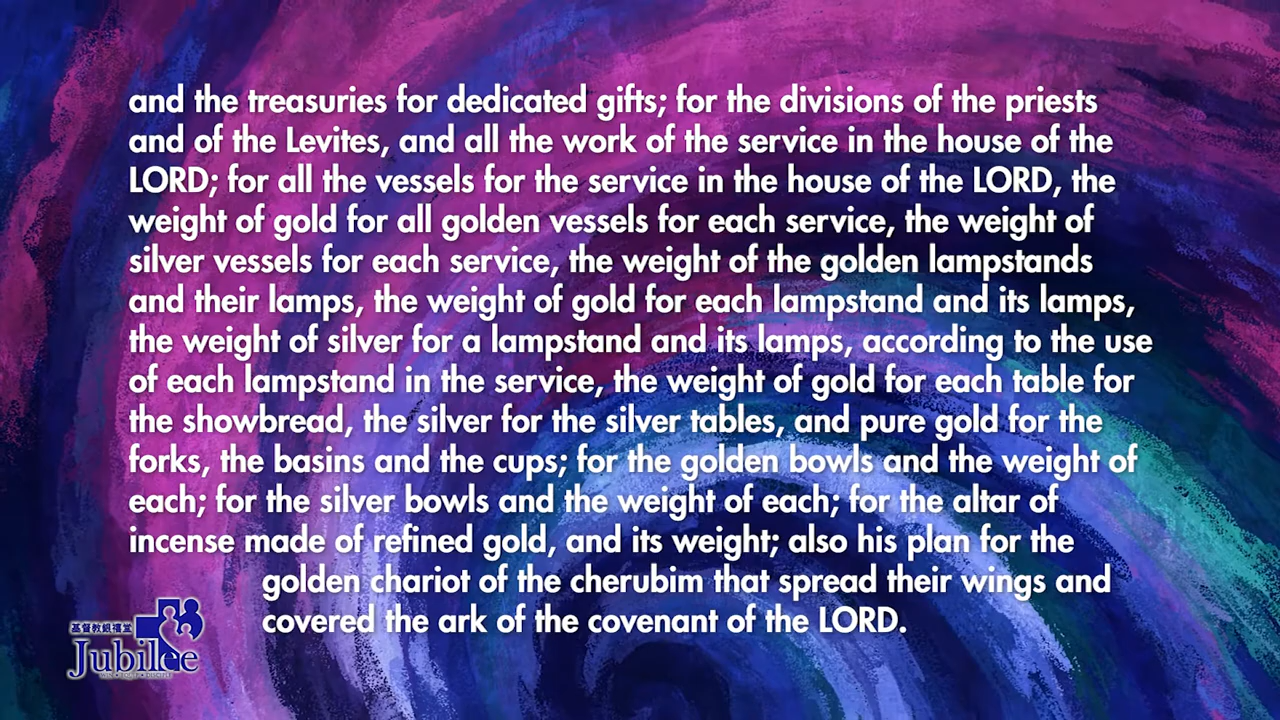 and the treasuries for dedicated gifts; for the divisions of the priests
and of the Levites, and all the work of the service in the house of the
LORD; for all the vessels for the service in the house of the LORD, the
weight of gold for all golden vessels for each service, the weight of
silver vessels for each service, the weight of the golden lampstands
and their lamps, the weight of gold for each lampstand and its lamps,
the weight of silver for a lampstand and its lamps, according to the use
of each lampstand in the service, the weight of gold for each table for
the showbread, the silver for the silver tables, and pure gold for the
forks, the basins and the cups; for the golden bowls and the weight of
each; for the silver bowls and the weight of each; for the altar of
incense made of refined gold, and its weight; also his plan for the
golden chariot of the cherubim that spread their wings and
covered the ark of the covenant of the LORD.
基督教銀禧堂
Jubilee